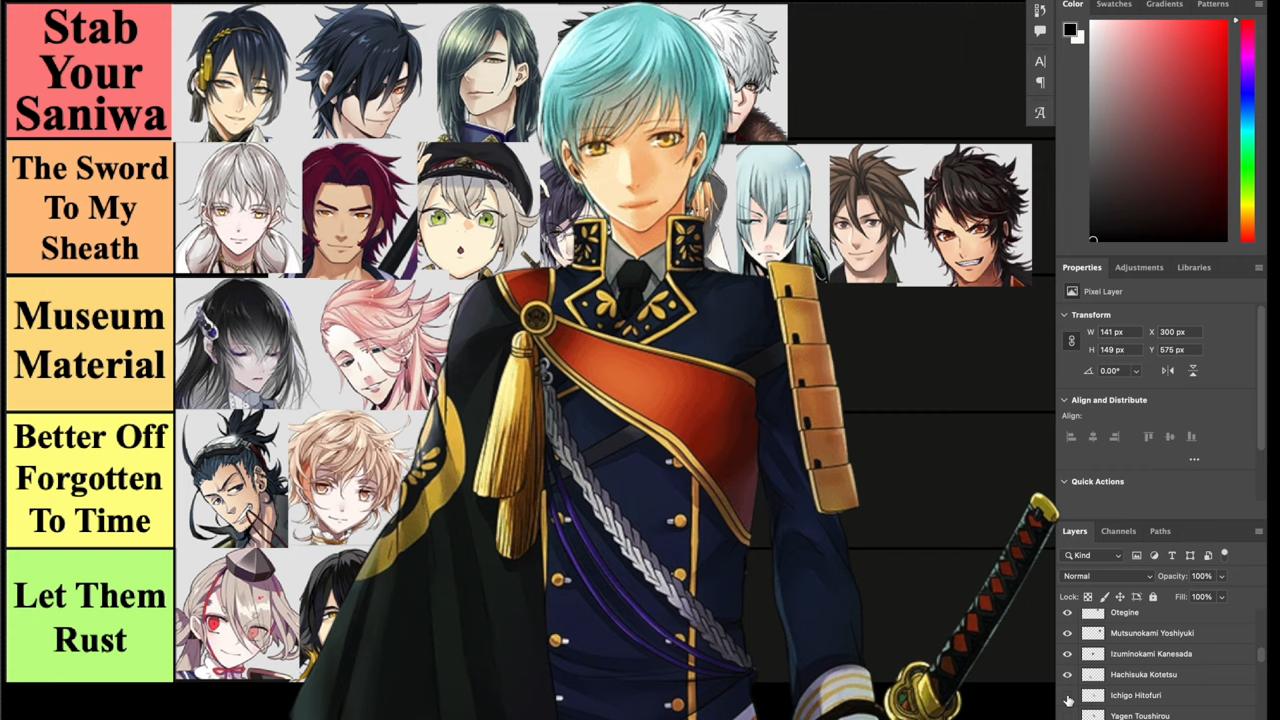 Stab
Your
Saniwa
The Sword
To My
Sheath
Museum
Material
Better Off
Forgotten
To Time
Let Them
Rust
Color
Swatches
Gradients
Patterns
A|
Properties
Adjustments
Libraries
Pixel Layer
Transform
W 141 px X 300 px
H 149 px Y 575 px
0.00°
Align and Distribute
Align:
Quick Actions
Layers
Channels
Paths
Kind
Normal Opacity: 100%
Lock: Fill: 100%
Otegine
Mutsunokami Yoshiyuki
Izuminokami Kanesada
Hachisuka Kotetsu
Ichigo Hitofuri
Yagen Toushirou